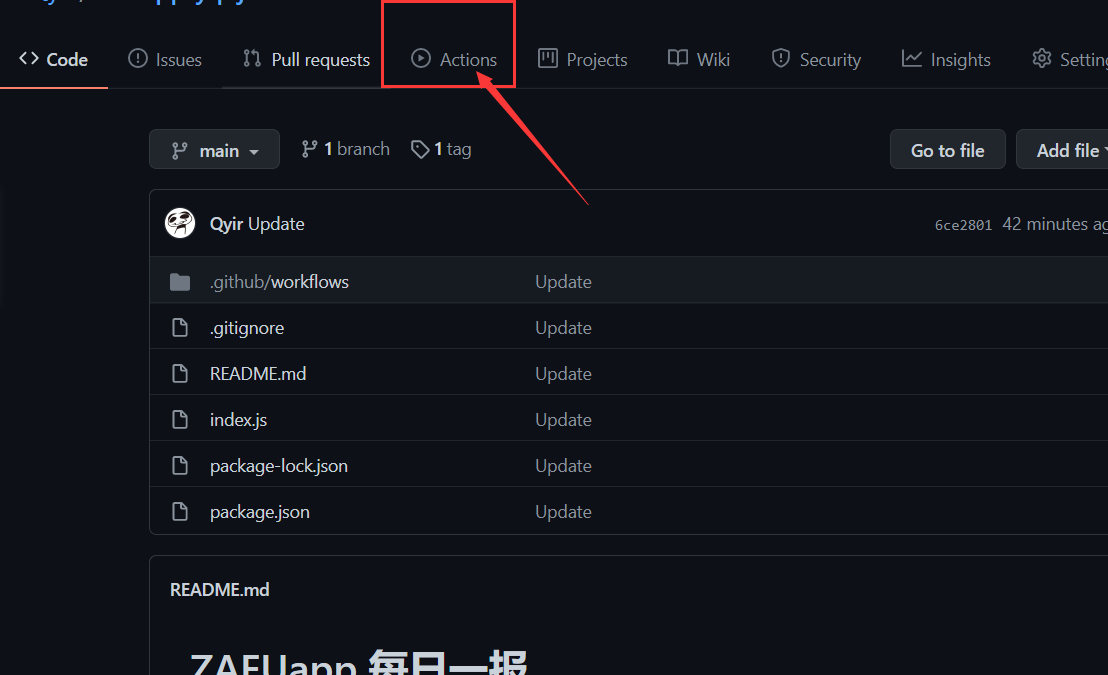 Code Issues Pull requests Actions Projects Wiki Security Insights
main 1 branch 1 tag Go to file Add file
Qyir Update 6ce2801 42 minutes
.github/workflows Update
.gitignore Update
README.md Update
index.js Update
package-lock.json Update
package.json Update
README.md
ZAFUapp 每日一报